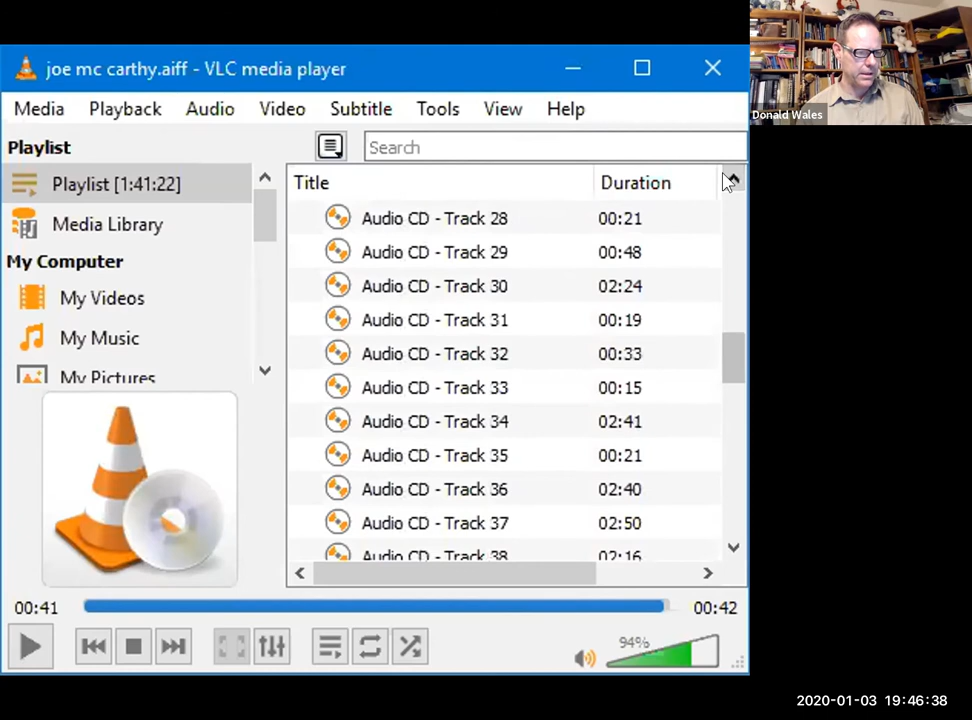 joe mc carthy.aiff - VLC media player
Media Playback Audio Video Subtitle Tools View Help
Playlist
Search
Playlist [1:41:22]
Media Library
My Computer
My Videos
My Music
My Pictures
Title Duration
Audio CD - Track 28 00:21
Audio CD - Track 29 00:48
Audio CD - Track 30 02:24
Audio CD - Track 31 00:19
Audio CD - Track 32 00:33
Audio CD - Track 33 00:15
Audio CD - Track 34 02:41
Audio CD - Track 35 00:21
Audio CD - Track 36 02:40
Audio CD - Track 37 02:50
Audio CD - Track 38 02:16
00:41 00:42
94%
Donald Wales
2020-01-03 19:46:38